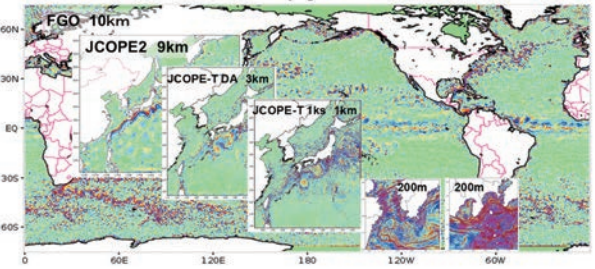 FGO 10km
JCOPE2 9km
JCOPE-T DA 3km
JCOPE-T 1ks 1km
200m 200m
60N
30N
EQ
30S
60S
0 60E 120E 180 120W 60W